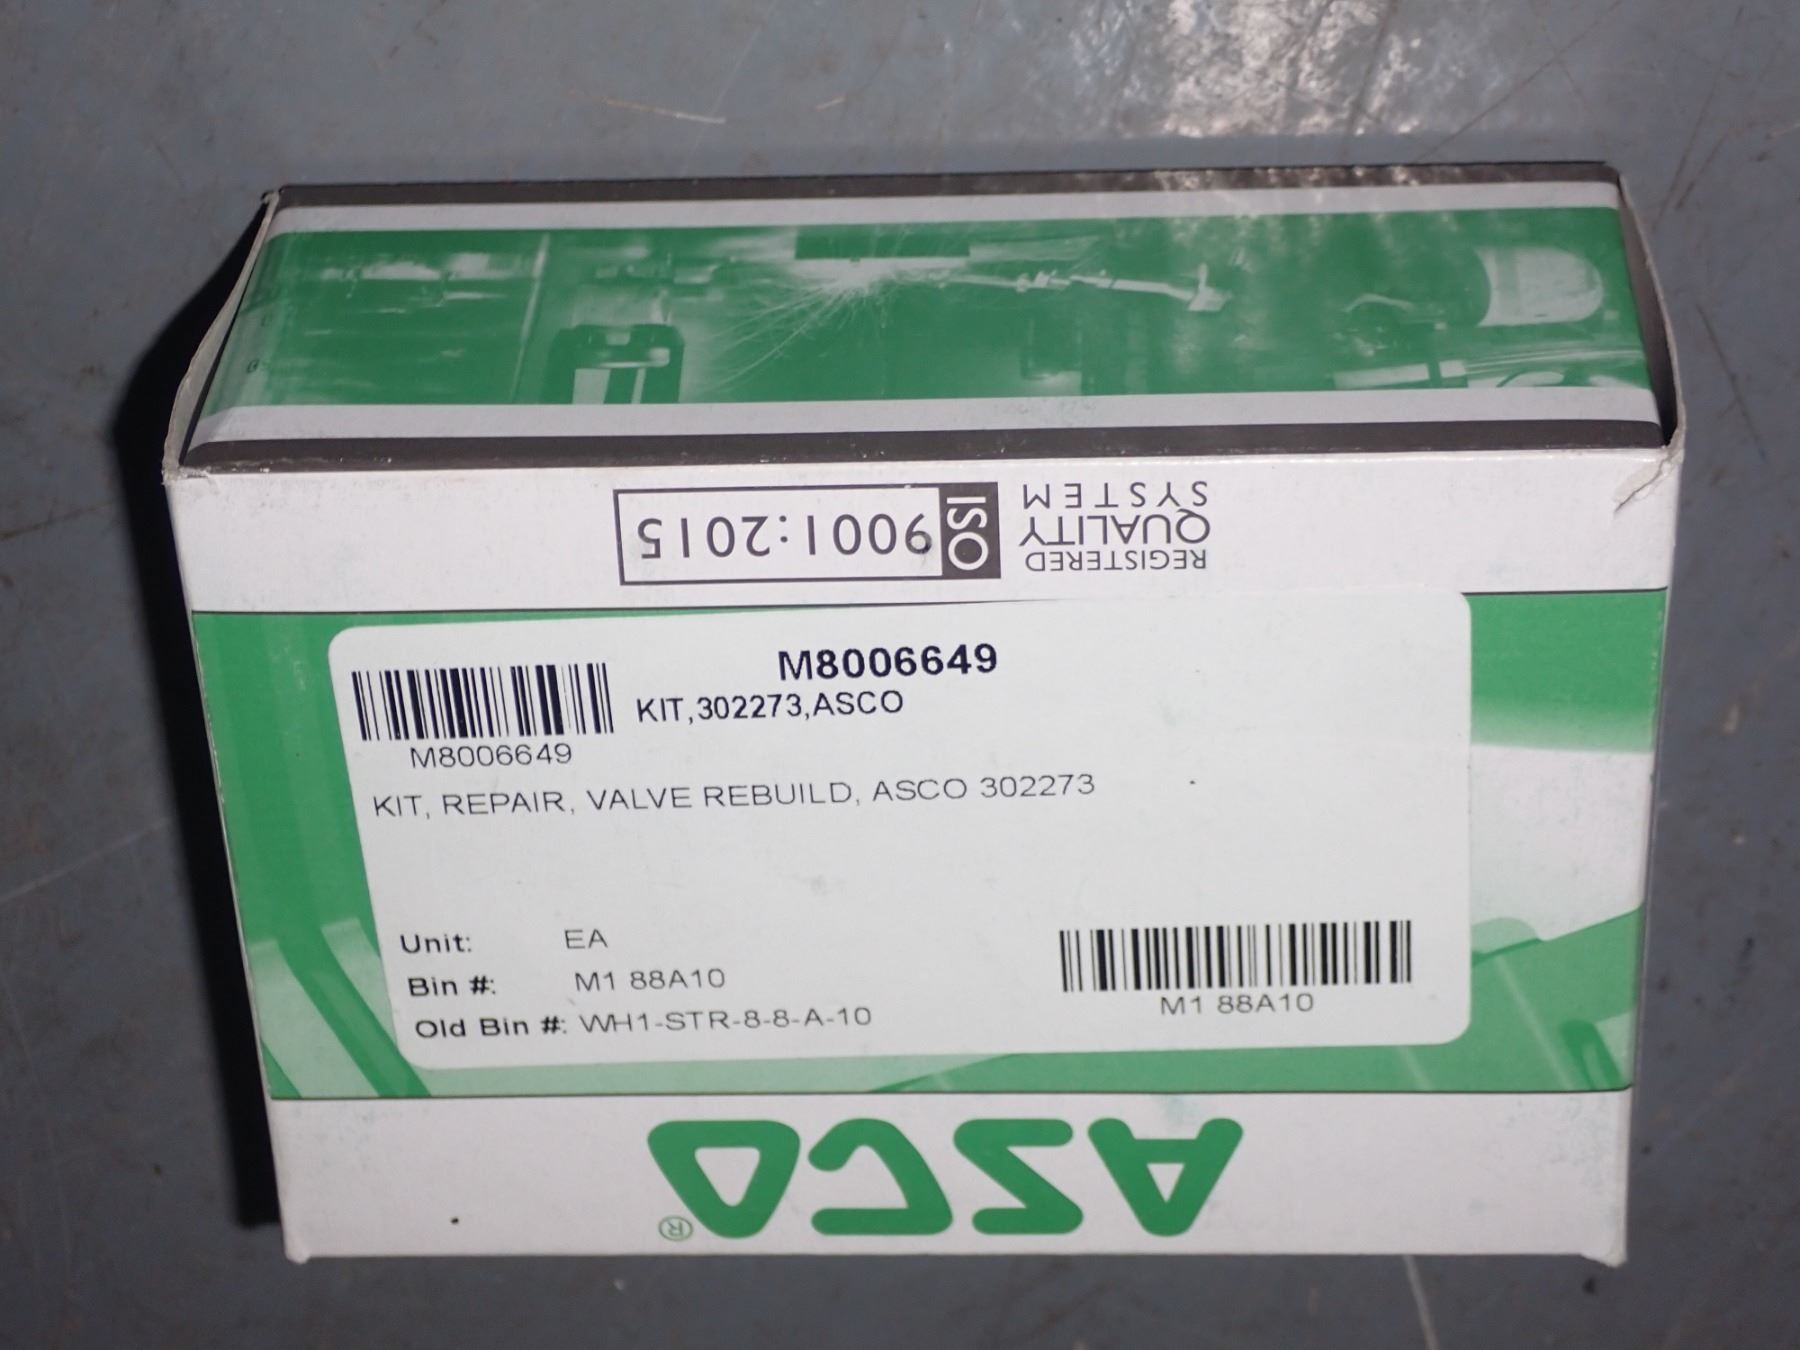 REGISTERED
QUALITY
SYSTEM
ISO 9001:2015
M8006649
KIT,302273,ASCO
M8006649
KIT, REPAIR, VALVE REBUILD, ASCO 302273
Unit: EA
Bin #: M1 88A10
Old Bin #: WH1-STR-8-8-A-10
M1 88A10
ASCO®